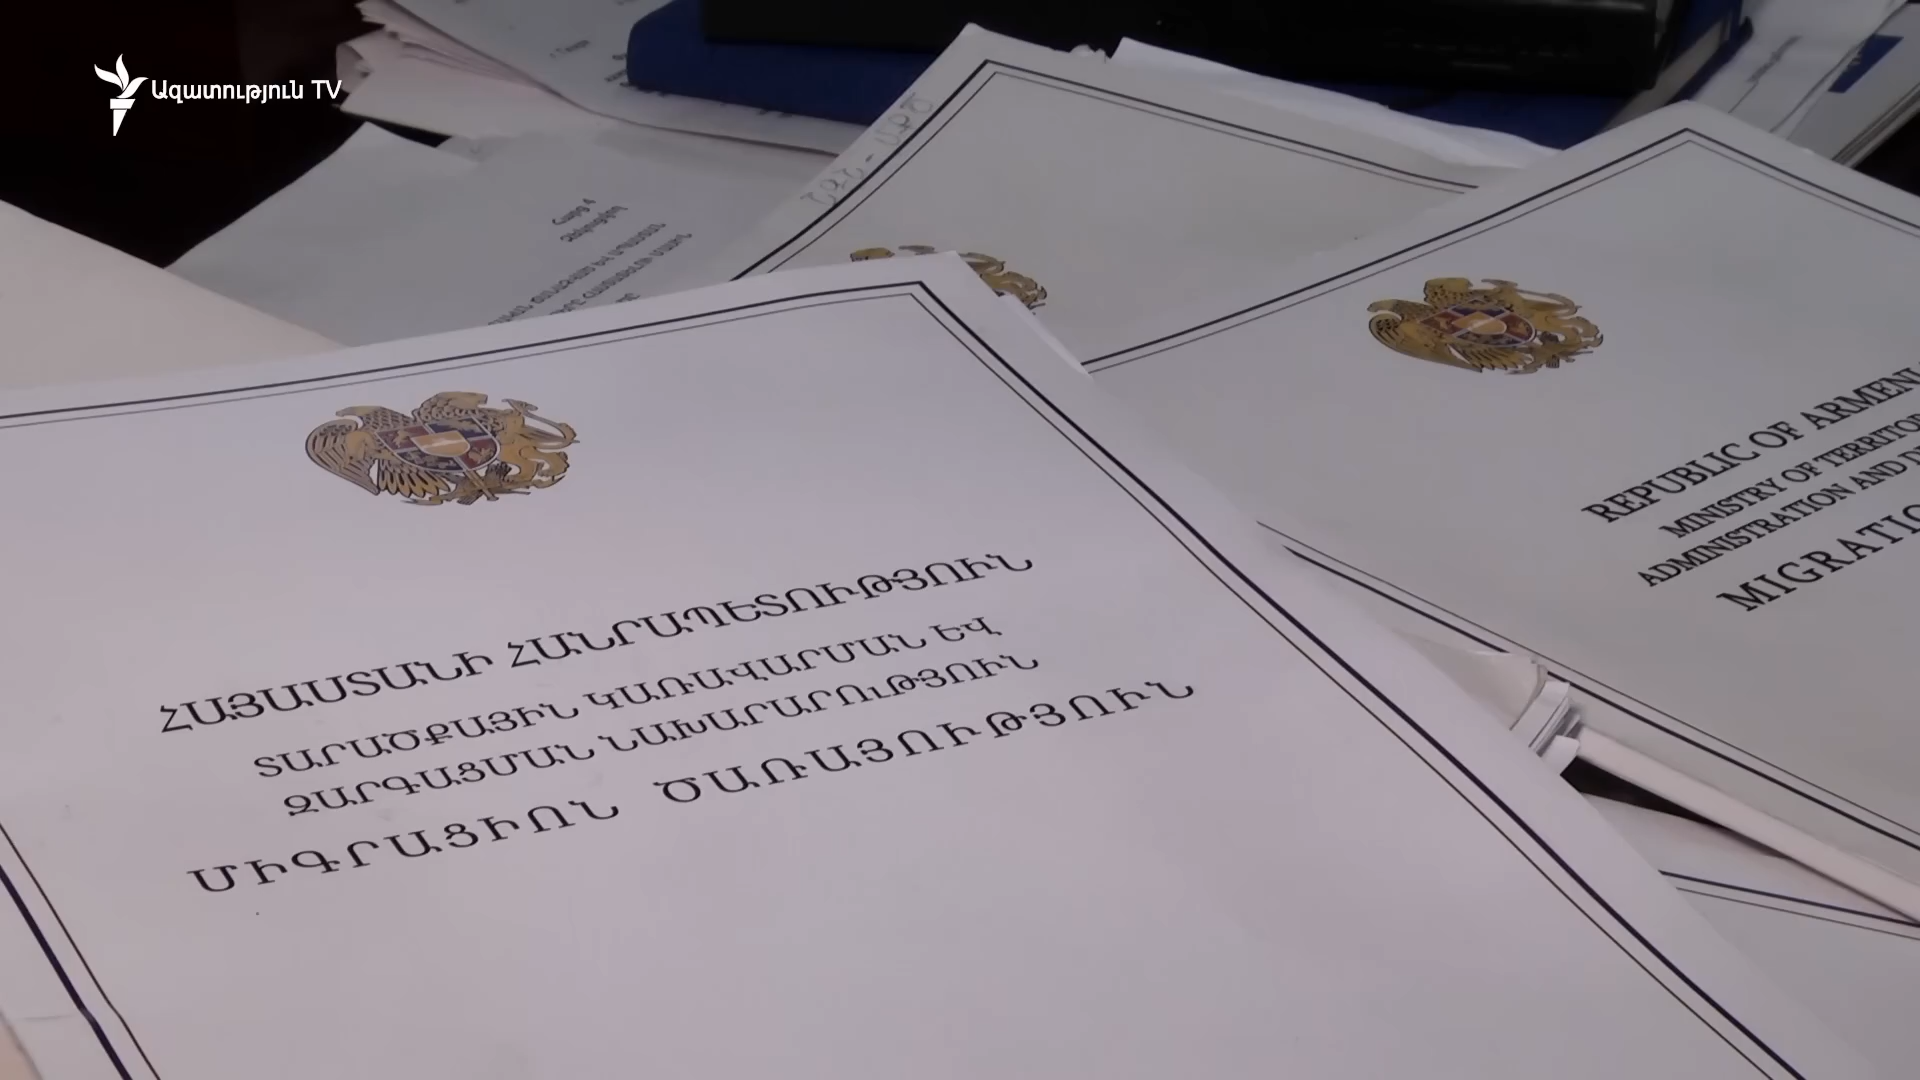 Ազատություն TV
ՀԱՅԱՍՏԱՆԻ ՀԱՆՐԱՊԵՏՈՒԹՅՈՒՆ
ՏԱՐԱԾՔԱՅԻՆ ԿԱՌԱՎԱՐՄԱՆ ԵՎ
ԶԱՐԳԱՑՄԱՆ ՆԱԽԱՐԱՐՈւԹՅՈՒՆ
ՄԻԳՐԱՑԻՈՆ ԾԱՌԱՅՈՒԹՅՈՒՆ
REPUBLIC OF ARMENI
MINISTRY OF TERRITOR
ADMINISTRATION AND D
MIGRATIO